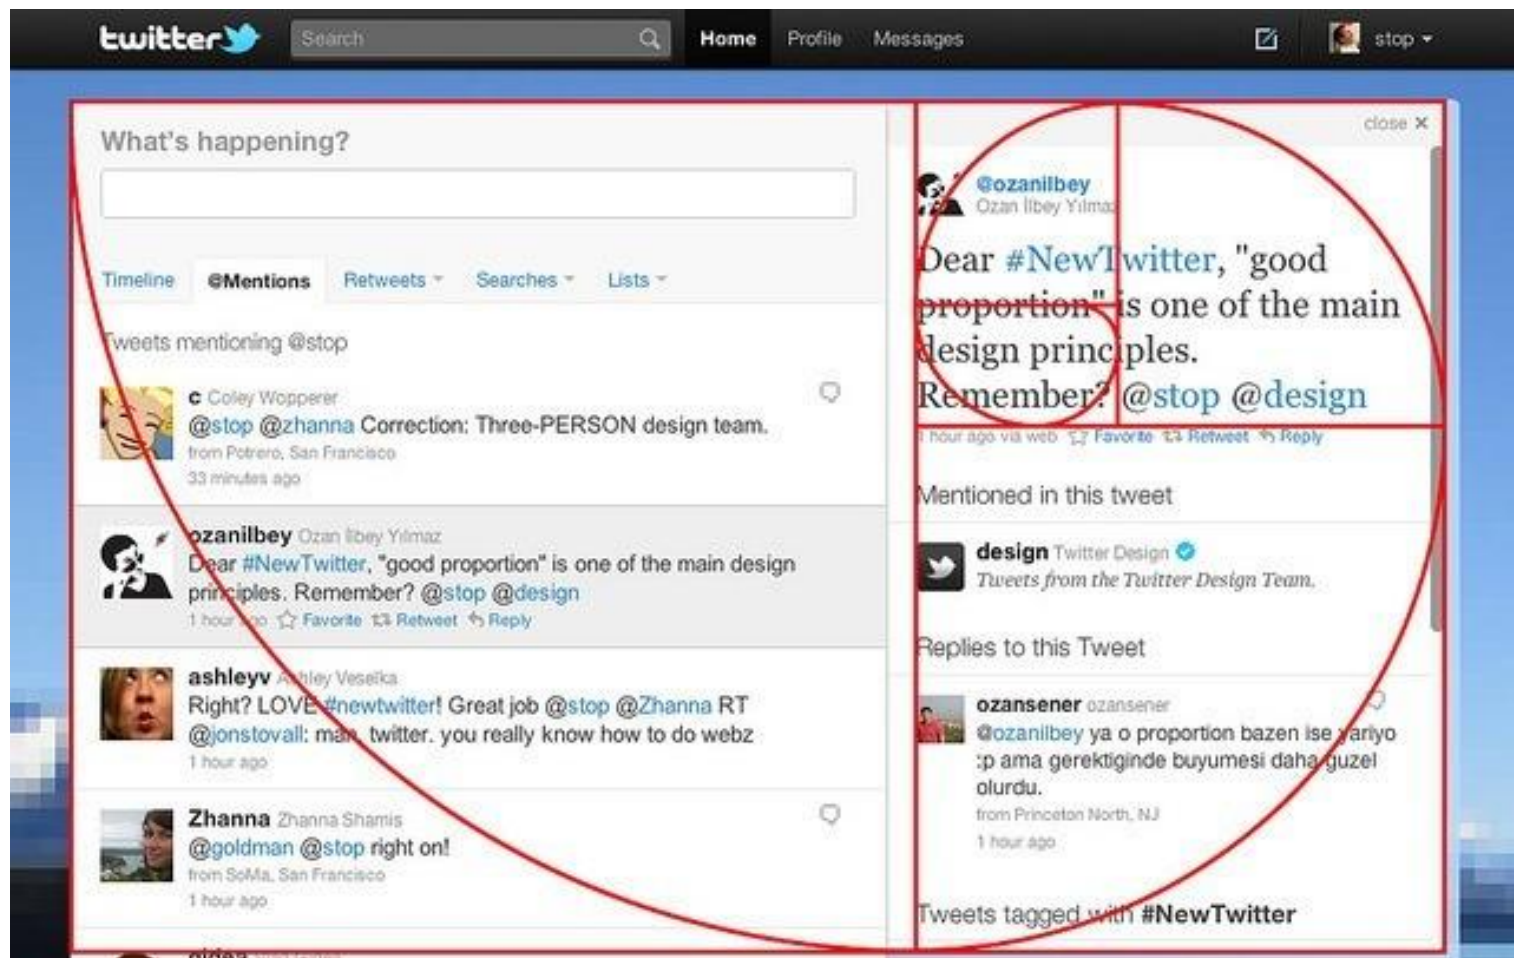 twitter
Search
Home
Profile
Messages
stop
What's happening?
Timeline
@Mentions
Retweets
Searches
Lists
Tweets mentioning @stop
c Coley Wopperer
@stop @zhanna Correction: Three-PERSON design team.
from Potrero, San Francisco
33 minutes ago
ozanilbey Ozan İlbey Yılmaz
Dear #NewTwitter, "good proportion" is one of the main design
principles. Remember? @stop @design
1 hour ago Favorite Retweet Reply
ashleyv Ashley Veselka
Right? LOVE #newtwitter! Great job @stop @Zhanna RT
@jonstovall: man. twitter. you really know how to do webz
1 hour ago
Zhanna Zhanna Shamis
@goldman @stop right on!
from SoMa, San Francisco
1 hour ago
close ×
@ozanilbey
Ozan İlbey Yılmaz
Dear #NewTwitter, "good
proportion" is one of the main
design principles.
Remember? @stop @design
1 hour ago via web Favorite Retweet Reply
Mentioned in this tweet
design Twitter Design
Tweets from the Twitter Design Team.
Replies to this Tweet
ozansener ozansener
@ozanilbey ya o proportion bazen ise yariyo
:p ama gerektiginde buyumesi daha guzel
olurdu.
from Princeton North, NJ
1 hour ago
Tweets tagged with #NewTwitter